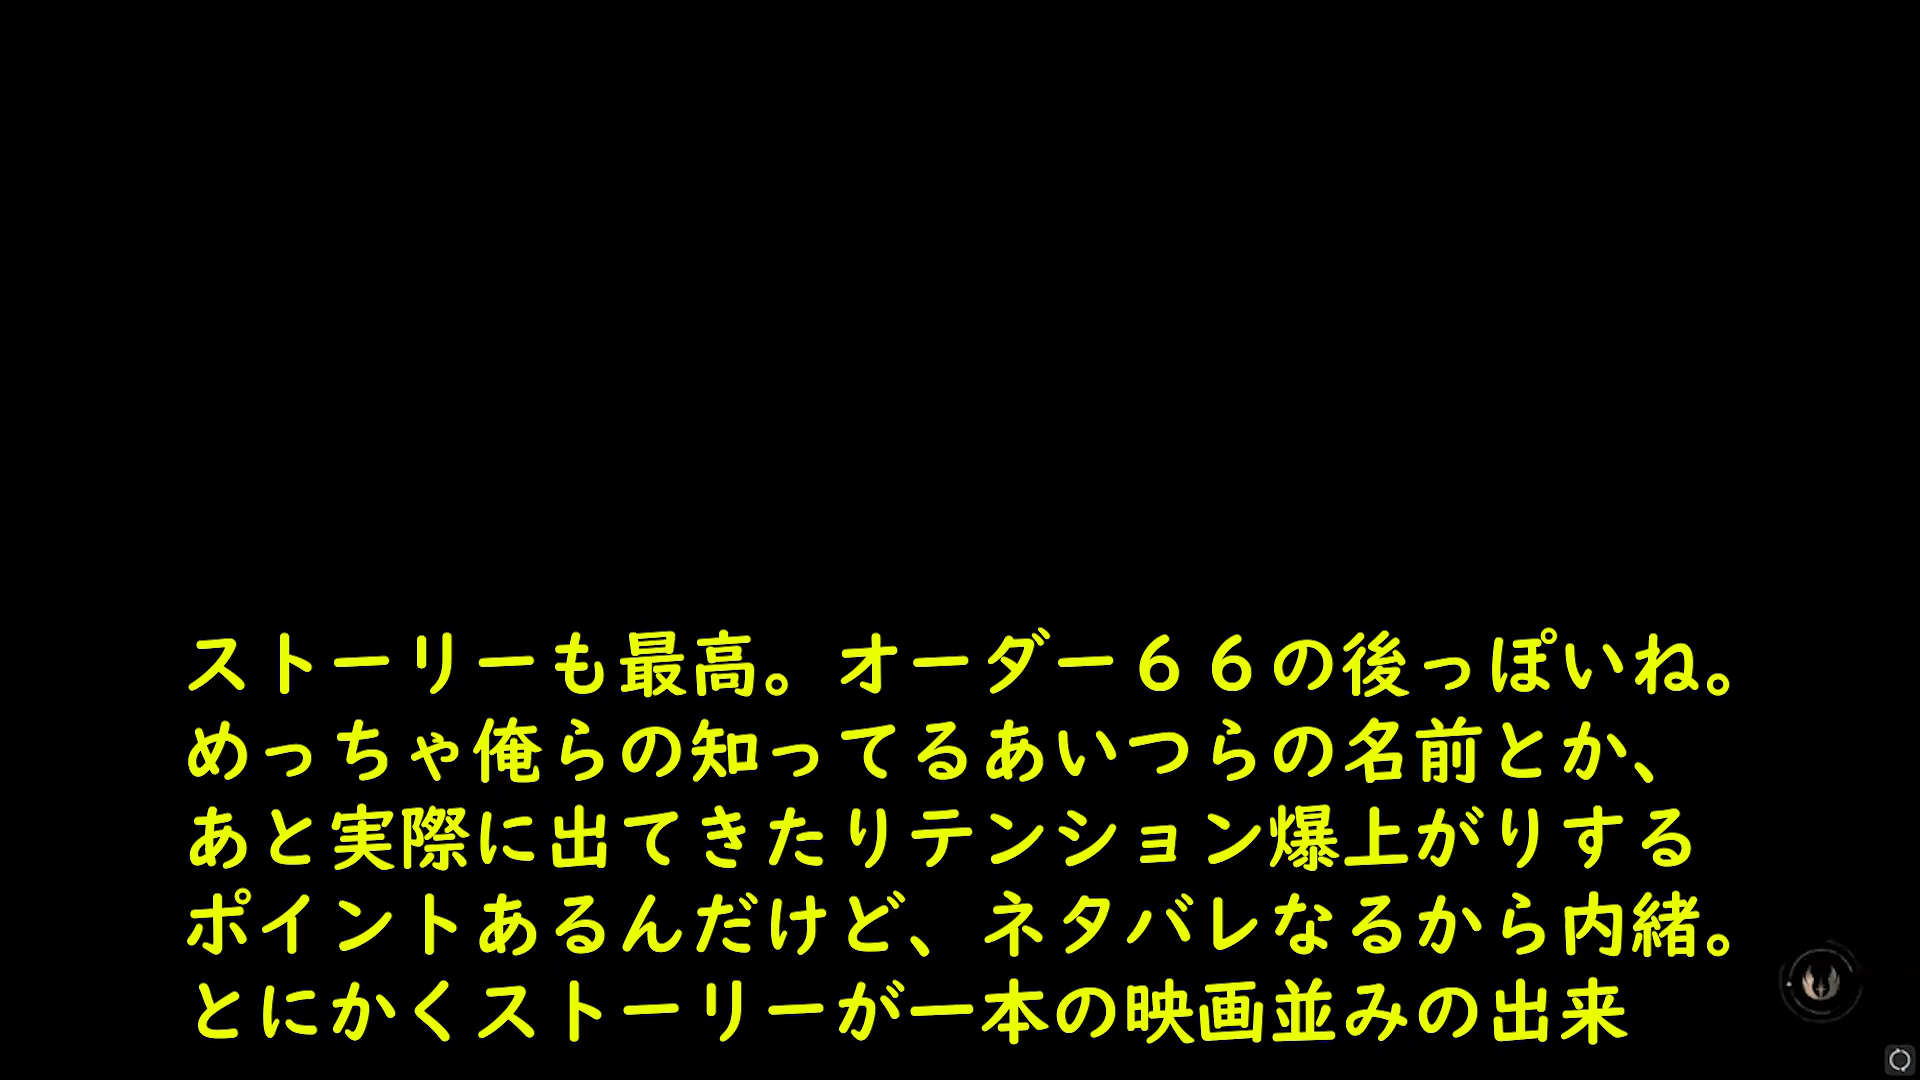 ストーリーも最高。オーダー６６の後っぽいね。
めっちゃ俺らの知ってるあいつらの名前とか、
あと実際に出てきたりテンション爆上がりする
ポイントあるんだけど、ネタバレなるから内緒。
とにかくストーリーが一本の映画並みの出来